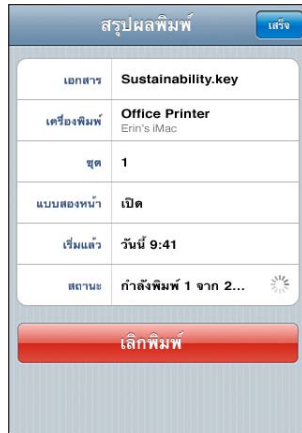 สรุปผลพิมพ์
เสร็จ
เอกสาร Sustainability.key
เครื่องพิมพ์ Office Printer
Erin's iMac
ชุด 1
แบบสองหน้า เปิด
เริ่มแล้ว วันนี้ 9:41
สถานะ กำลังพิมพ์ 1 จาก 2...
เลิกพิมพ์